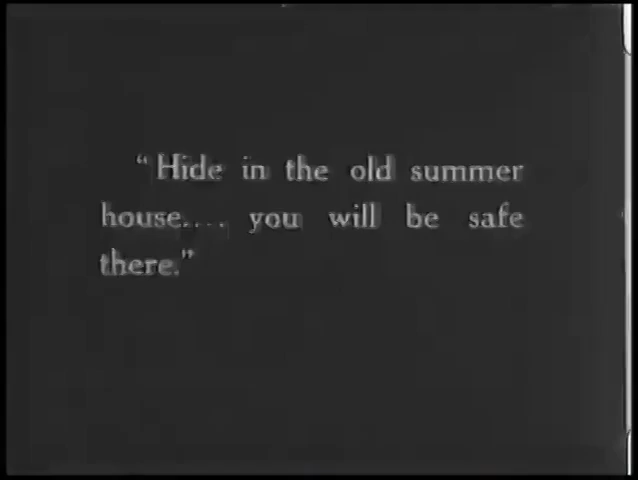 "Hide in the old summer
house.... you will be safe
there."